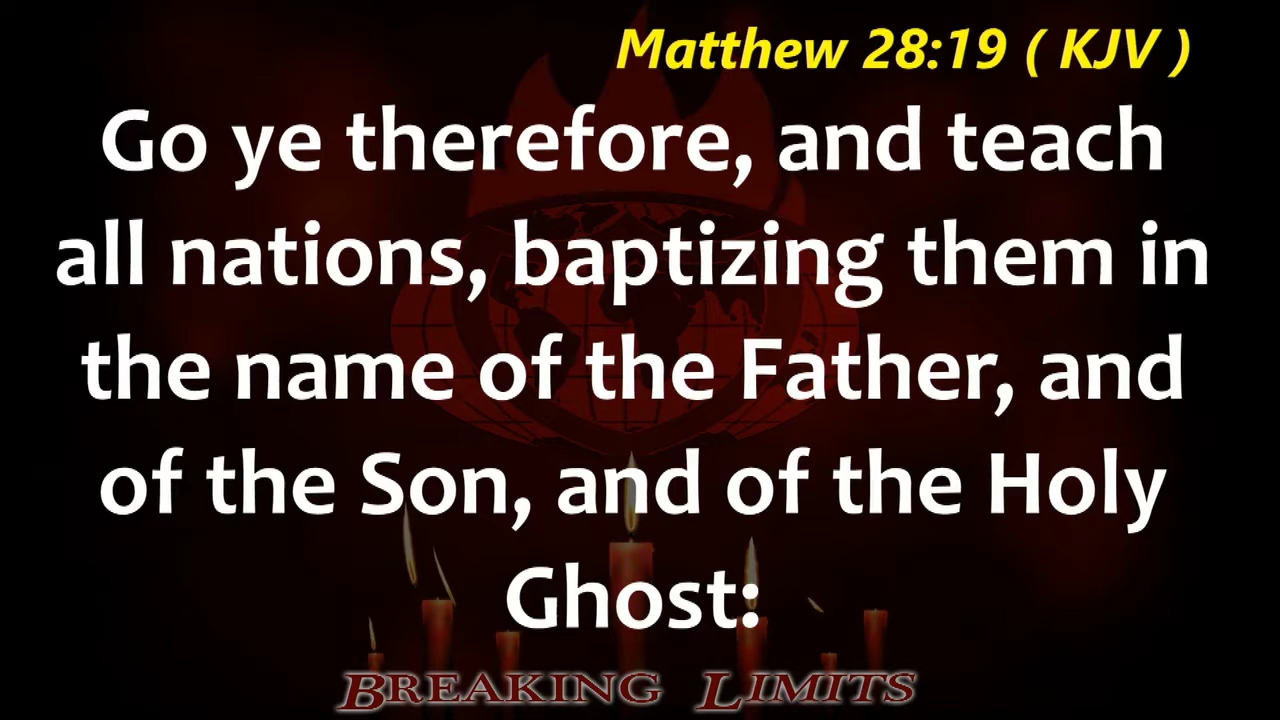 Matthew 28:19 ( KJV )
Go ye therefore, and teach
all nations, baptizing them in
the name of the Father, and
of the Son, and of the Holy
Ghost:
BREAKING LIMITS